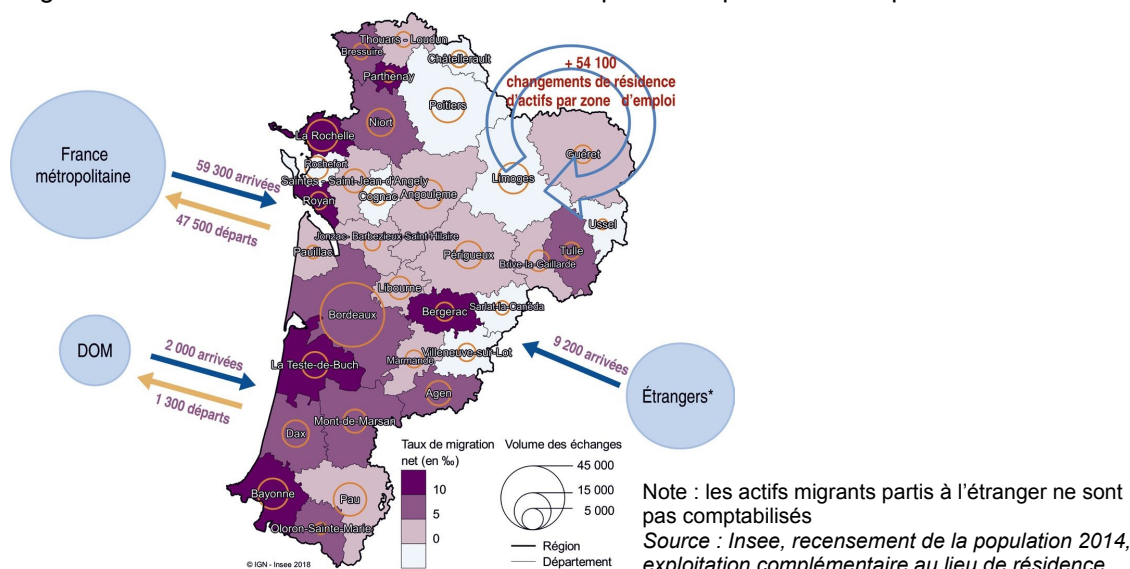 Thouars - Loudun
Bressuire
Châtellerault
Parthenay
+ 54 100
changements de résidence
d'actifs par zone d'emploi
Poitiers
Niort
La Rochelle
Guéret
France
métropolitaine
59 300 arrivées
47 500 départs
Rochefort
Limoges
Saintes - Saint-Jean-d'Angely
Cognac
Angoulême
Royan
Ussel
Jonzac- Barbezieux-Saint-Hilaire
Pauillac
Périgueux
Tulle
Brive-la-Gaillarde
Libourne
Bordeaux
Bergerac
Sarlat-la-Canéda
DOM
2 000 arrivées
1 300 départs
La Teste-de-Buch
Marmande
Villeneuve-sur-Lot
9 200 arrivées
Étrangers*
Agen
Mont-de-Marsan
Dax
Bayonne
Pau
Oloron-Sainte-Marie
Taux de migration
net (en ‰)
10
5
0
Volume des échanges
45 000
15 000
5 000
Région
Département
© IGN - Insee 2018
Note : les actifs migrants partis à l'étranger ne sont
pas comptabilisés
Source : Insee, recensement de la population 2014,
exploitation complémentaire au lieu de résidence